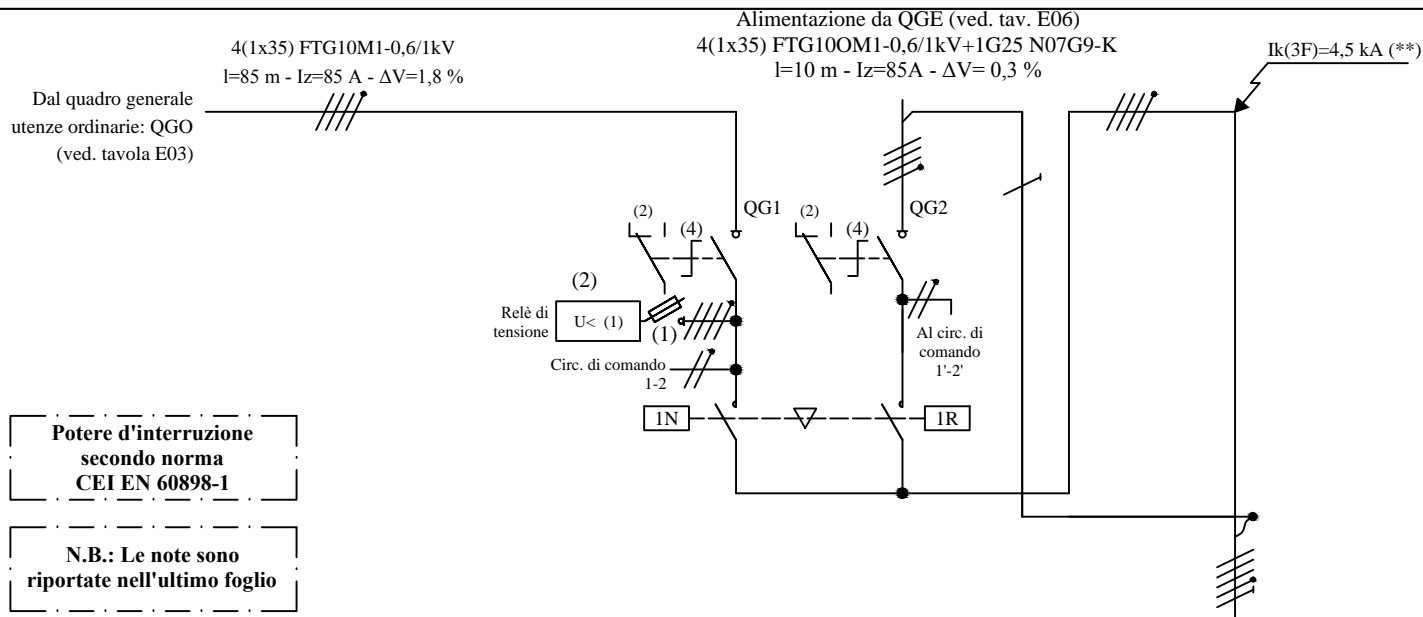 Alimentazione da QGE (ved. tav. E06)
4(1x35) FTG10M1-0,6/1kV
4(1x35) FTG10OM1-0,6/1kV+1G25 N07G9-K
Ik(3F)=4,5 kA (**)
l=85 m - Iz=85 A - ΔV=1,8 %
l=10 m - Iz=85A - ΔV= 0,3 %
Dal quadro generale
utenze ordinarie: QGO
(ved. tavola E03)
(2)
(4)
QG1
(2)
(4)
QG2
(2)
Relè di
tensione
U< (1)
(1)
Al circ. di
comando
1'-2'
Circ. di comando
1-2
1N
1R
Potere d'interruzione
secondo norma
CEI EN 60898-1
N.B.: Le note sono
riportate nell'ultimo foglio